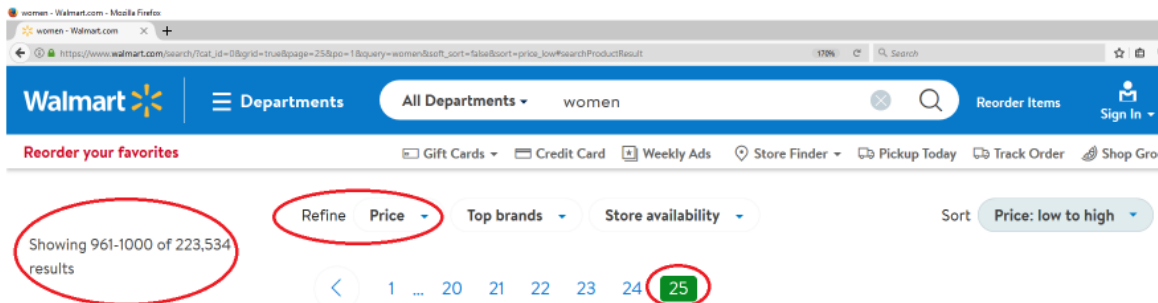 women - Walmart.com - Mozilla Firefox
women - Walmart.com
https://www.walmart.com/search/?cat_id=0&grid=true&page=25&po=1&query=women&soft_sort=false&sort=price_low#searchProductResult 170% Search
Walmart Departments All Departments women Reorder Items Sign In
Reorder your favorites Gift Cards Credit Card Weekly Ads Store Finder Pickup Today Track Order Shop Gro
Refine Price Top brands Store availability Sort Price: low to high
Showing 961-1000 of 223,534
results
1 ... 20 21 22 23 24 25